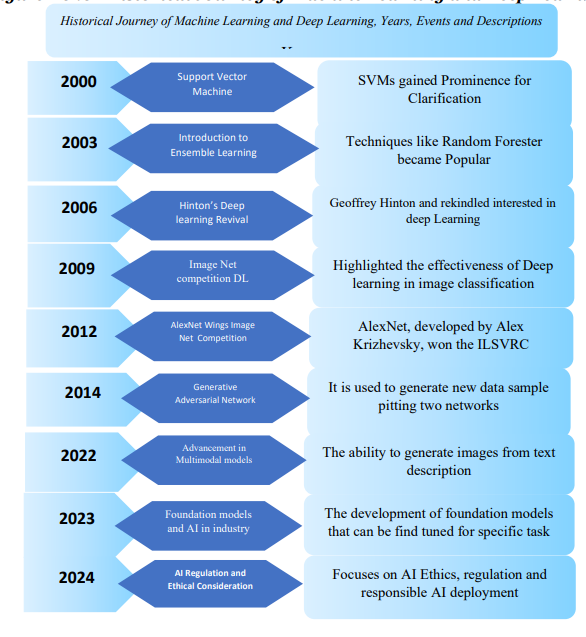 Historical Journey of Machine Learning and Deep Learning, Years, Events and Descriptions
2000
Support Vector
Machine
SVMs gained Prominence for
Clarification
2003
Introduction to
Ensemble Learning
Techniques like Random Forester
became Popular
2006
Hinton's Deep
learning Revival
Geoffrey Hinton and rekindled interested in
deep Learning
2009
Image Net
competition DL
Highlighted the effectiveness of Deep
learning in image classification
2012
AlexNet Wings Image
Net Competition
AlexNet, developed by Alex
Krizhevsky, won the ILSVRC
2014
Generative
Adversarial Network
It is used to generate new data sample
pitting two networks
2022
Advancement in
Multimodal models
The ability to generate images from text
description
2023
Foundation models
and AI in industry
The development of foundation models
that can be find tuned for specific task
2024
AI Regulation and
Ethical Consideration
Focuses on AI Ethics, regulation and
responsible AI deployment